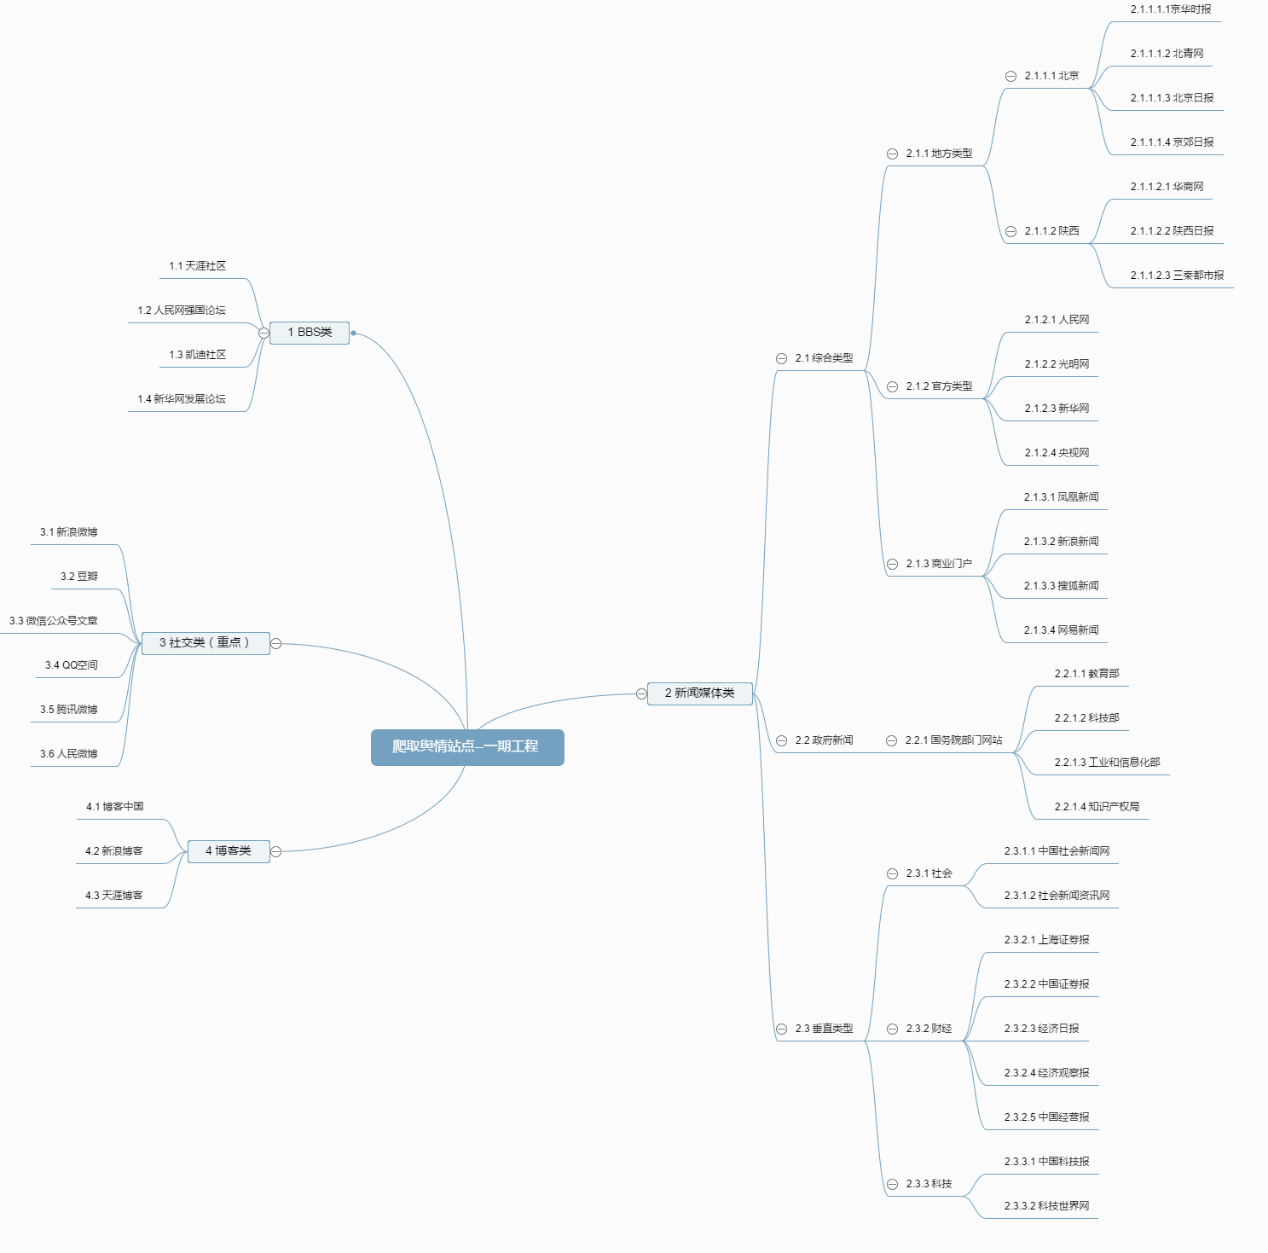 爬取舆情站点--一期工程
1 BBS类
1.1 天涯社区
1.2 人民网强国论坛
1.3 凯迪社区
1.4 新华网发展论坛
2 新闻媒体类
2.1 综合类型
2.1.1 地方类型
2.1.1.1 北京
2.1.1.1.1京华时报
2.1.1.1.2 北青网
2.1.1.1.3 北京日报
2.1.1.1.4 京郊日报
2.1.1.2 陕西
2.1.1.2.1 华商网
2.1.1.2.2 陕西日报
2.1.1.2.3 三秦都市报
2.1.2 官方类型
2.1.2.1 人民网
2.1.2.2 光明网
2.1.2.3 新华网
2.1.2.4 央视网
2.1.3 商业门户
2.1.3.1 凤凰新闻
2.1.3.2 新浪新闻
2.1.3.3 搜狐新闻
2.1.3.4 网易新闻
2.2 政府新闻
2.2.1 国务院部门网站
2.2.1.1 教育部
2.2.1.2 科技部
2.2.1.3 工业和信息化部
2.2.1.4 知识产权局
2.3 垂直类型
2.3.1 社会
2.3.1.1 中国社会新闻网
2.3.1.2 社会新闻资讯网
2.3.2 财经
2.3.2.1 上海证券报
2.3.2.2 中国证券报
2.3.2.3 经济日报
2.3.2.4 经济观察报
2.3.2.5 中国经营报
2.3.3 科技
2.3.3.1 中国科技报
2.3.3.2 科技世界网
3 社交类（重点）
3.1 新浪微博
3.2 豆瓣
3.3 微信公众号文章
3.4 QQ空间
3.5 腾讯微博
3.6 人民微博
4 博客类
4.1 博客中国
4.2 新浪博客
4.3 天涯博客